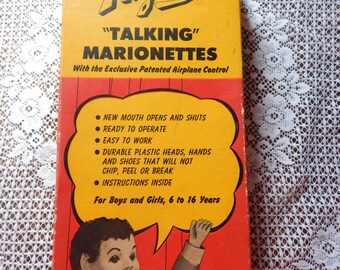 "TALKING"
MARIONETTES
With the Exclusive Patented Airplane Control
• NEW MOUTH OPENS AND SHUTS
• READY TO OPERATE
• EASY TO WORK
• DURABLE PLASTIC HEADS, HANDS
AND SHOES THAT WILL NOT
CHIP, PEEL OR BREAK
• INSTRUCTIONS INSIDE
For Boys and Girls, 6 to 16 Years